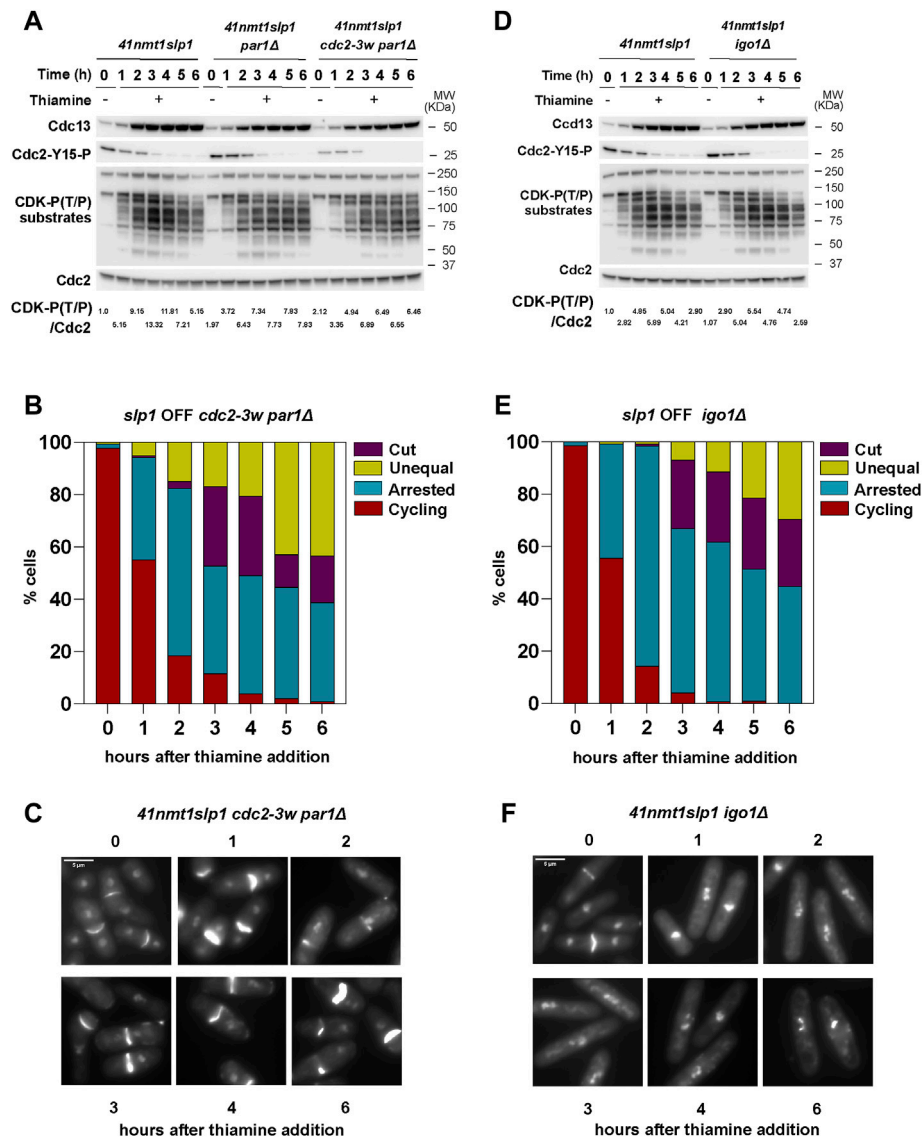 A
41nmt1slp1
41nmt1slp1
par1Δ
41nmt1slp1
cdc2-3w par1Δ
Time (h) 0 1 2 3 4 5 6 0 1 2 3 4 5 6 0 1 2 3 4 5 6
Thiamine - + - + - +
MW
(KDa)
Cdc13
Cdc2-Y15-P
CDK-P(T/P)
substrates
Cdc2
50
25
250
150
100
75
50
37
CDK-P(T/P)
/Cdc2
1.0 9.15 11.81 5.15 3.72 7.34 7.83 2.12 4.94 6.49 6.46
5.15 13.32 7.21 1.97 6.43 7.73 7.83 3.35 6.89 6.55
D
41nmt1slp1
41nmt1slp1
igo1Δ
Time (h) 0 1 2 3 4 5 6 0 1 2 3 4 5 6
Thiamine - + - +
MW
(KDa)
Ccd13
Cdc2-Y15-P
CDK-P(T/P)
substrates
Cdc2
50
25
250
150
100
75
50
37
CDK-P(T/P)
/Cdc2
1.0 4.85 5.04 2.90 2.90 5.54 4.74
2.82 5.89 4.21 1.07 5.04 4.76 2.59
B
slp1 OFF cdc2-3w par1Δ
% cells
100
80
60
40
20
0
0 1 2 3 4 5 6
hours after thiamine addition
Cut
Unequal
Arrested
Cycling
E
slp1 OFF igo1Δ
% cells
100
80
60
40
20
0
0 1 2 3 4 5 6
hours after thiamine addition
Cut
Unequal
Arrested
Cycling
C
41nmt1slp1 cdc2-3w par1Δ
0 1 2
5 μm
3 4 6
hours after thiamine addition
F
41nmt1slp1 igo1Δ
0 1 2
5 μm
3 4 6
hours after thiamine addition